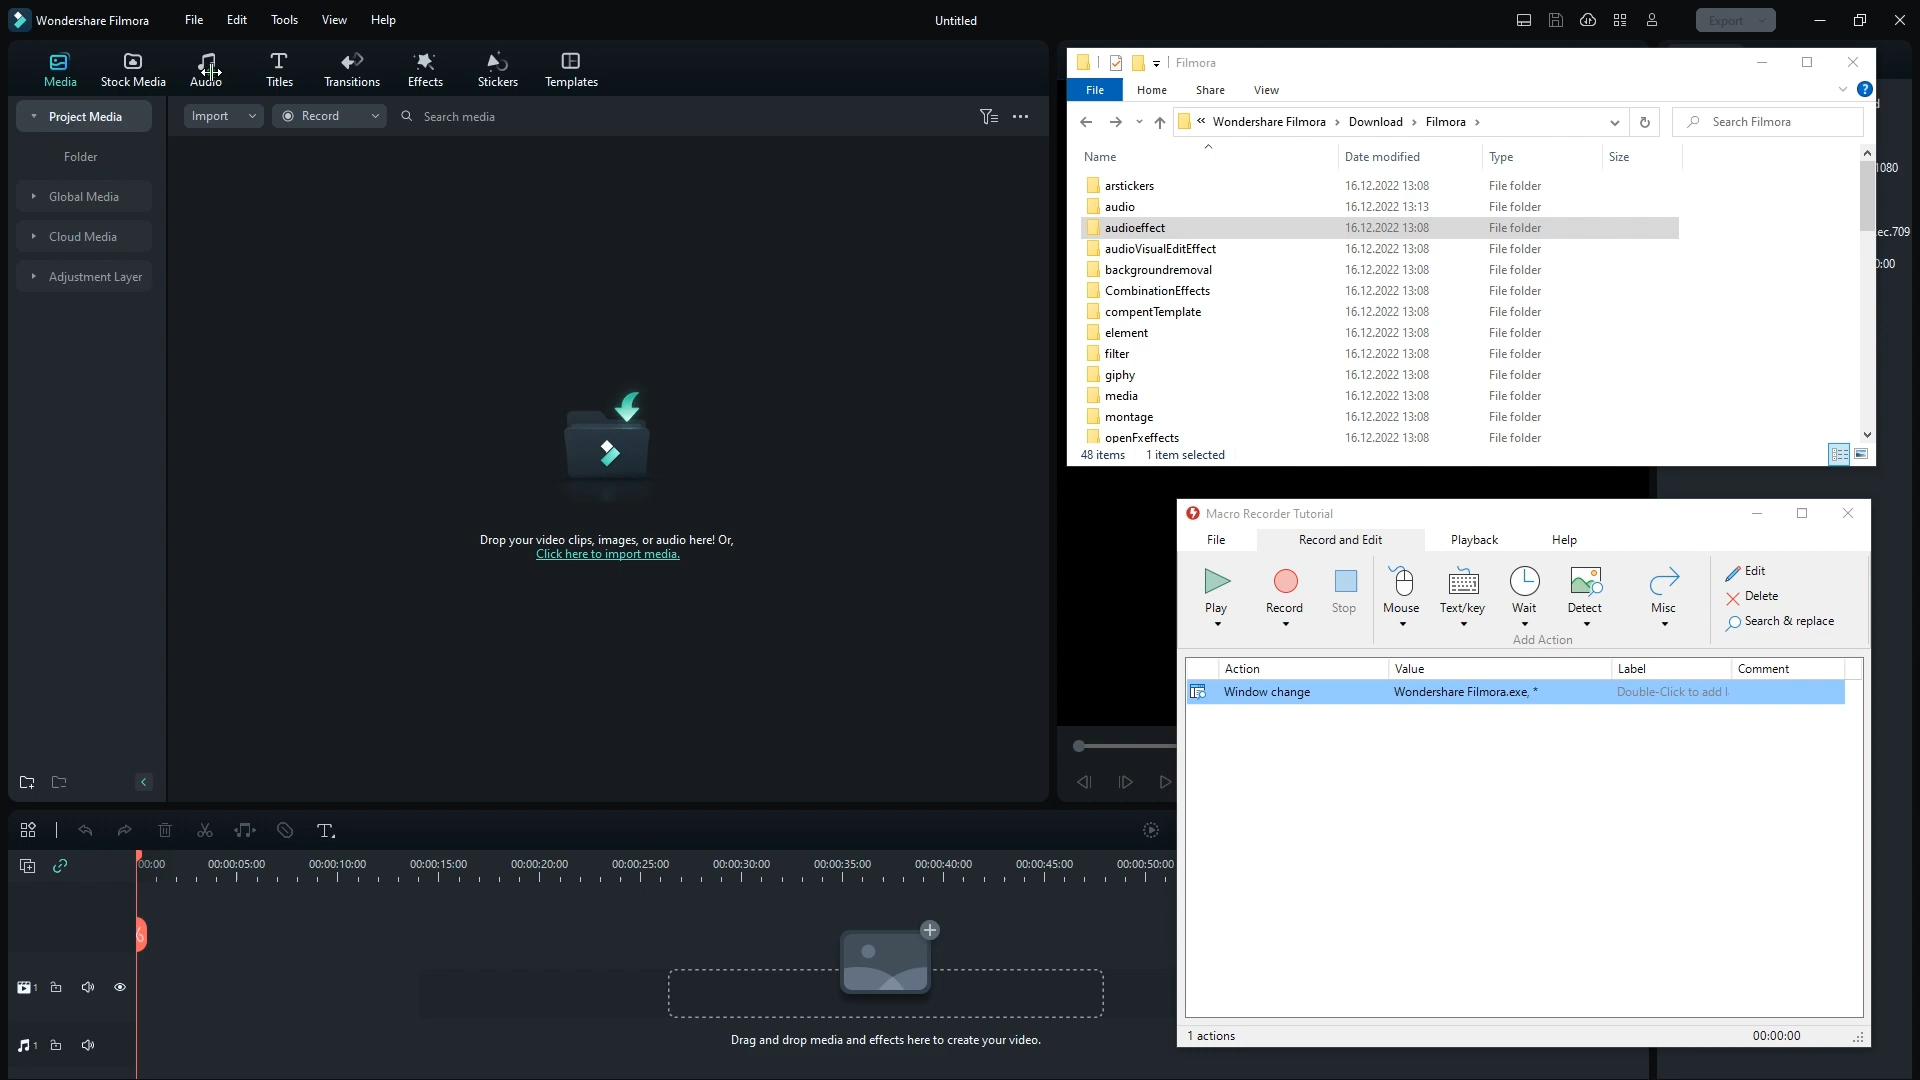 Wondershare Filmora
File
Edit
Tools
View
Help
Untitled
Export
Media
Stock Media
Audio
Titles
Transitions
Effects
Stickers
Templates
Project Media
Folder
Global Media
Cloud Media
Adjustment Layer
Import
Record
Search media
Drop your video clips, images, or audio here! Or,
Click here to import media.
Filmora
File
Home
Share
View
« Wondershare Filmora › Download › Filmora ›
Search Filmora
Name Date modified Type Size
arstickers 16.12.2022 13:08 File folder
audio 16.12.2022 13:13 File folder
audioeffect 16.12.2022 13:08 File folder
audioVisualEditEffect 16.12.2022 13:08 File folder
backgroundremoval 16.12.2022 13:08 File folder
CombinationEffects 16.12.2022 13:08 File folder
compentTemplate 16.12.2022 13:08 File folder
element 16.12.2022 13:08 File folder
filter 16.12.2022 13:08 File folder
giphy 16.12.2022 13:08 File folder
media 16.12.2022 13:08 File folder
montage 16.12.2022 13:08 File folder
openFxeffects 16.12.2022 13:08 File folder
48 items 1 item selected
1080
ec.709
0:00
Macro Recorder Tutorial
File
Record and Edit
Playback
Help
Play
Record
Stop
Mouse
Text/key
Wait
Detect
Misc
Add Action
Edit
Delete
Search & replace
Action Value Label Comment
Window change Wondershare Filmora.exe, * Double-Click to add l
1 actions 00:00:00
00:00 00:00:05:00 00:00:10:00 00:00:15:00 00:00:20:00 00:00:25:00 00:00:30:00 00:00:35:00 00:00:40:00 00:00:45:00 00:00:50:00
1
1
Drag and drop media and effects here to create your video.